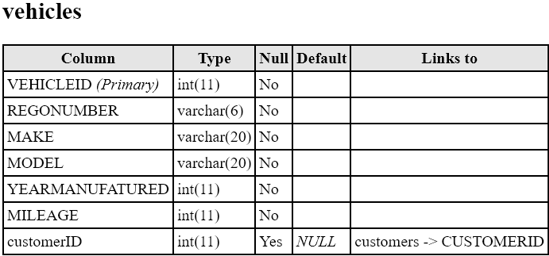 vehicles
Column Type Null Default Links to
VEHICLEID (Primary) int(11) No
REGONUMBER varchar(6) No
MAKE varchar(20) No
MODEL varchar(20) No
YEARMANUFATURED int(11) No
MILEAGE int(11) No
customerID int(11) Yes NULL customers -> CUSTOMERID